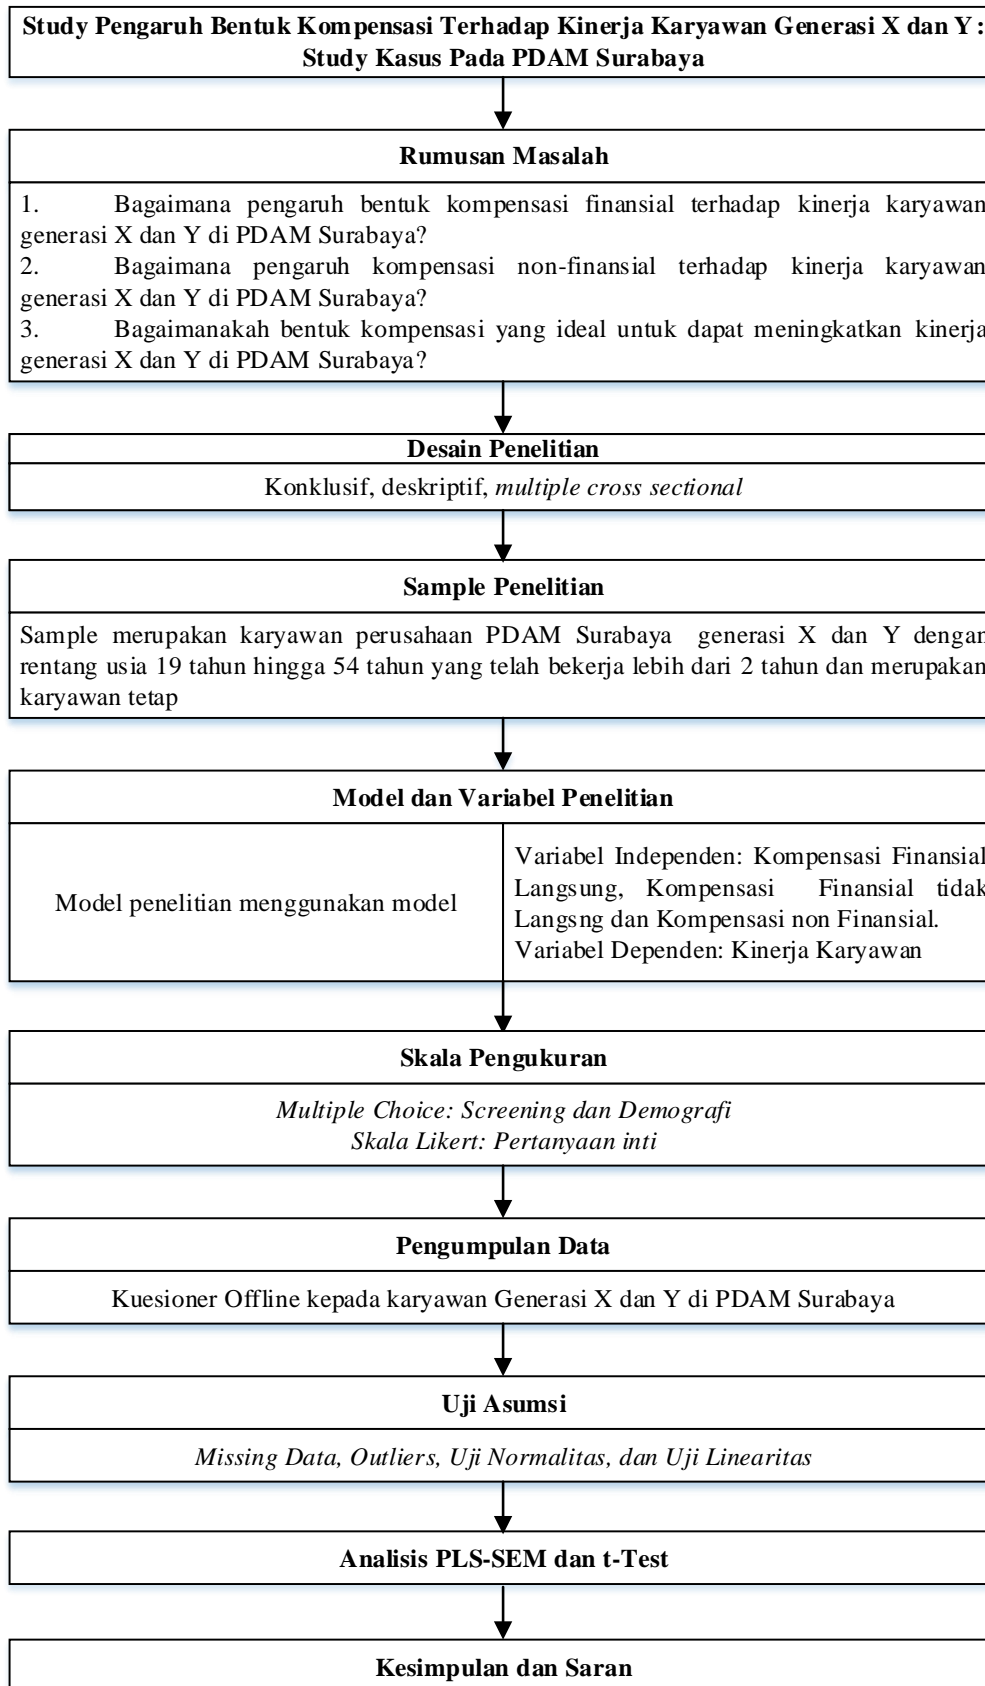 Study Pengaruh Bentuk Kompensasi Terhadap Kinerja Karyawan Generasi X dan Y :
Study Kasus Pada PDAM Surabaya
Rumusan Masalah
1. Bagaimana pengaruh bentuk kompensasi finansial terhadap kinerja karyawan
generasi X dan Y di PDAM Surabaya?
2. Bagaimana pengaruh kompensasi non-finansial terhadap kinerja karyawan
generasi X dan Y di PDAM Surabaya?
3. Bagaimanakah bentuk kompensasi yang ideal untuk dapat meningkatkan kinerja
generasi X dan Y di PDAM Surabaya?
Desain Penelitian
Konklusif, deskriptif, multiple cross sectional
Sample Penelitian
Sample merupakan karyawan perusahaan PDAM Surabaya generasi X dan Y dengan
rentang usia 19 tahun hingga 54 tahun yang telah bekerja lebih dari 2 tahun dan merupakan
karyawan tetap
Model dan Variabel Penelitian
Model penelitian menggunakan model
Variabel Independen: Kompensasi Finansial
Langsung, Kompensasi Finansial tidak
Langsng dan Kompensasi non Finansial.
Variabel Dependen: Kinerja Karyawan
Skala Pengukuran
Multiple Choice: Screening dan Demografi
Skala Likert: Pertanyaan inti
Pengumpulan Data
Kuesioner Offline kepada karyawan Generasi X dan Y di PDAM Surabaya
Uji Asumsi
Missing Data, Outliers, Uji Normalitas, dan Uji Linearitas
Analisis PLS-SEM dan t-Test
Kesimpulan dan Saran